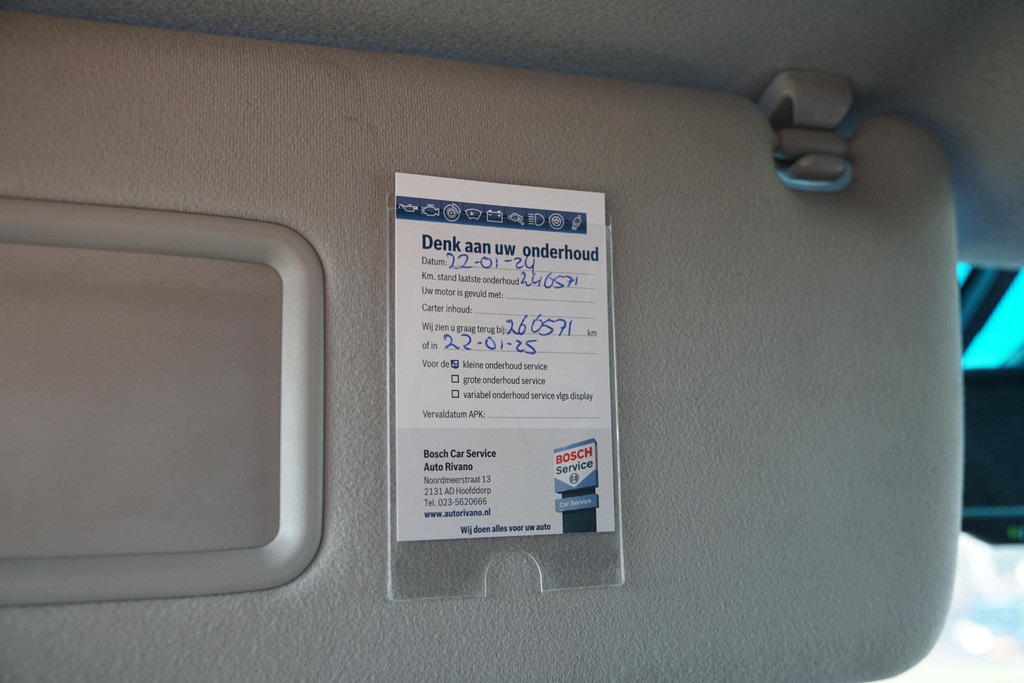 Denk aan uw onderhoud
Datum: 22-01-24
Km. stand laatste onderhoud 246571
Uw motor is gevuld met:
Carter inhoud:
Wij zien u graag terug bij: 266571 km
of in 22-01-25
Voor de kleine onderhoud service
grote onderhoud service
variabel onderhoud service vlgs display
Vervaldatum APK:
Bosch Car Service
Auto Rivano
Noordmeerstraat 13
2131 AD Hoofddorp
Tel. 023-5620666
www.autorivano.nl
Wij doen alles voor uw auto
BOSCH
Service
Car Service